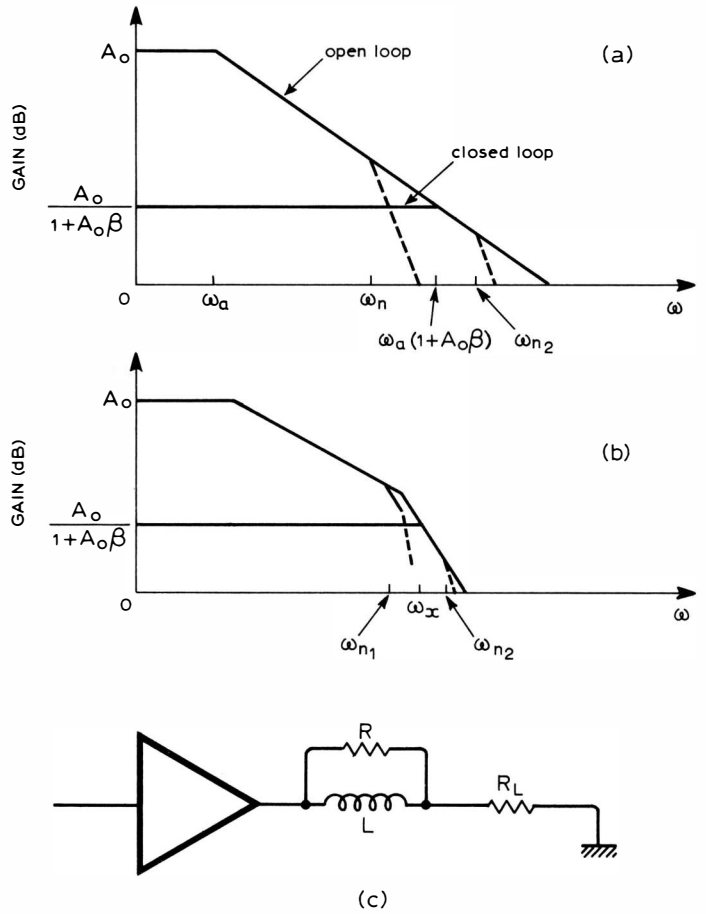 (a)
GAIN (dB)
A₀
open loop
closed loop
A₀
1+A₀β
0
ωₐ
ωₙ
ωₐ(1+A₀β)
ωₙ₂
ω
(b)
GAIN (dB)
A₀
A₀
1+A₀β
0
ωₙ₁
ωₓ
ωₙ₂
ω
R
L
R_L
(c)